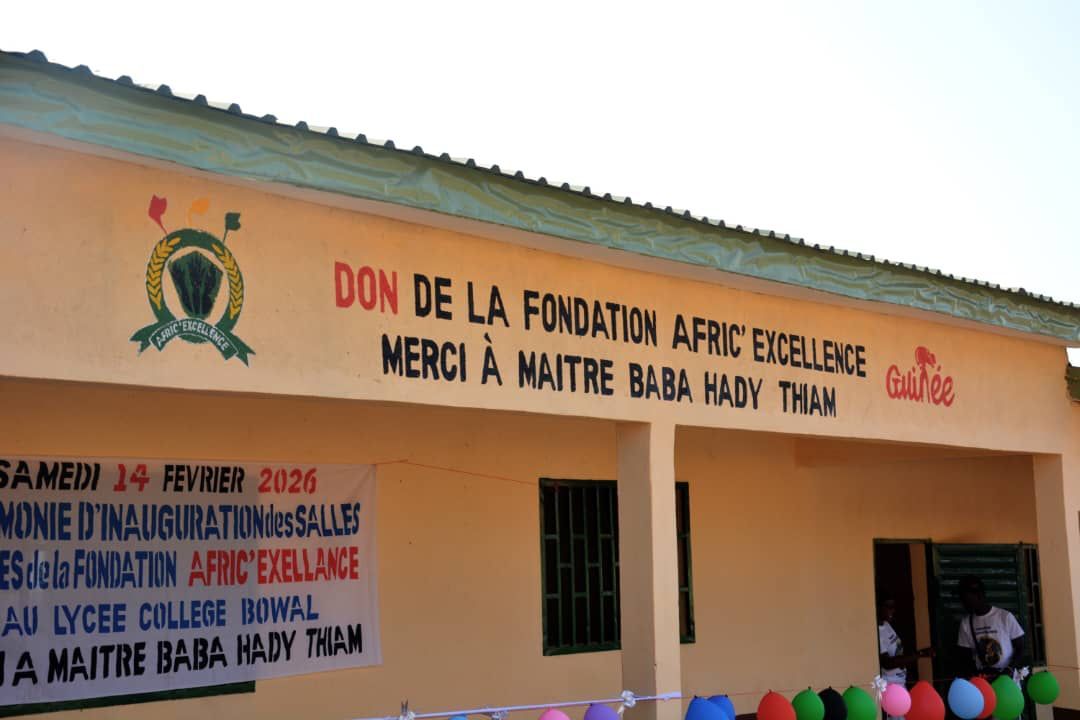 AFRIC'EXCELLENCE
DON DE LA FONDATION AFRIC'EXCELLENCE
MERCI À MAITRE BABA HADY THIAM
Guinée
SAMEDI 14 FEVRIER 2026
MONIE D'INAUGURATION des SALLES
ES de la FONDATION AFRIC'EXELLANCE
AU LYCEE COLLEGE BOWAL
I A MAITRE BABA HADY THIAM